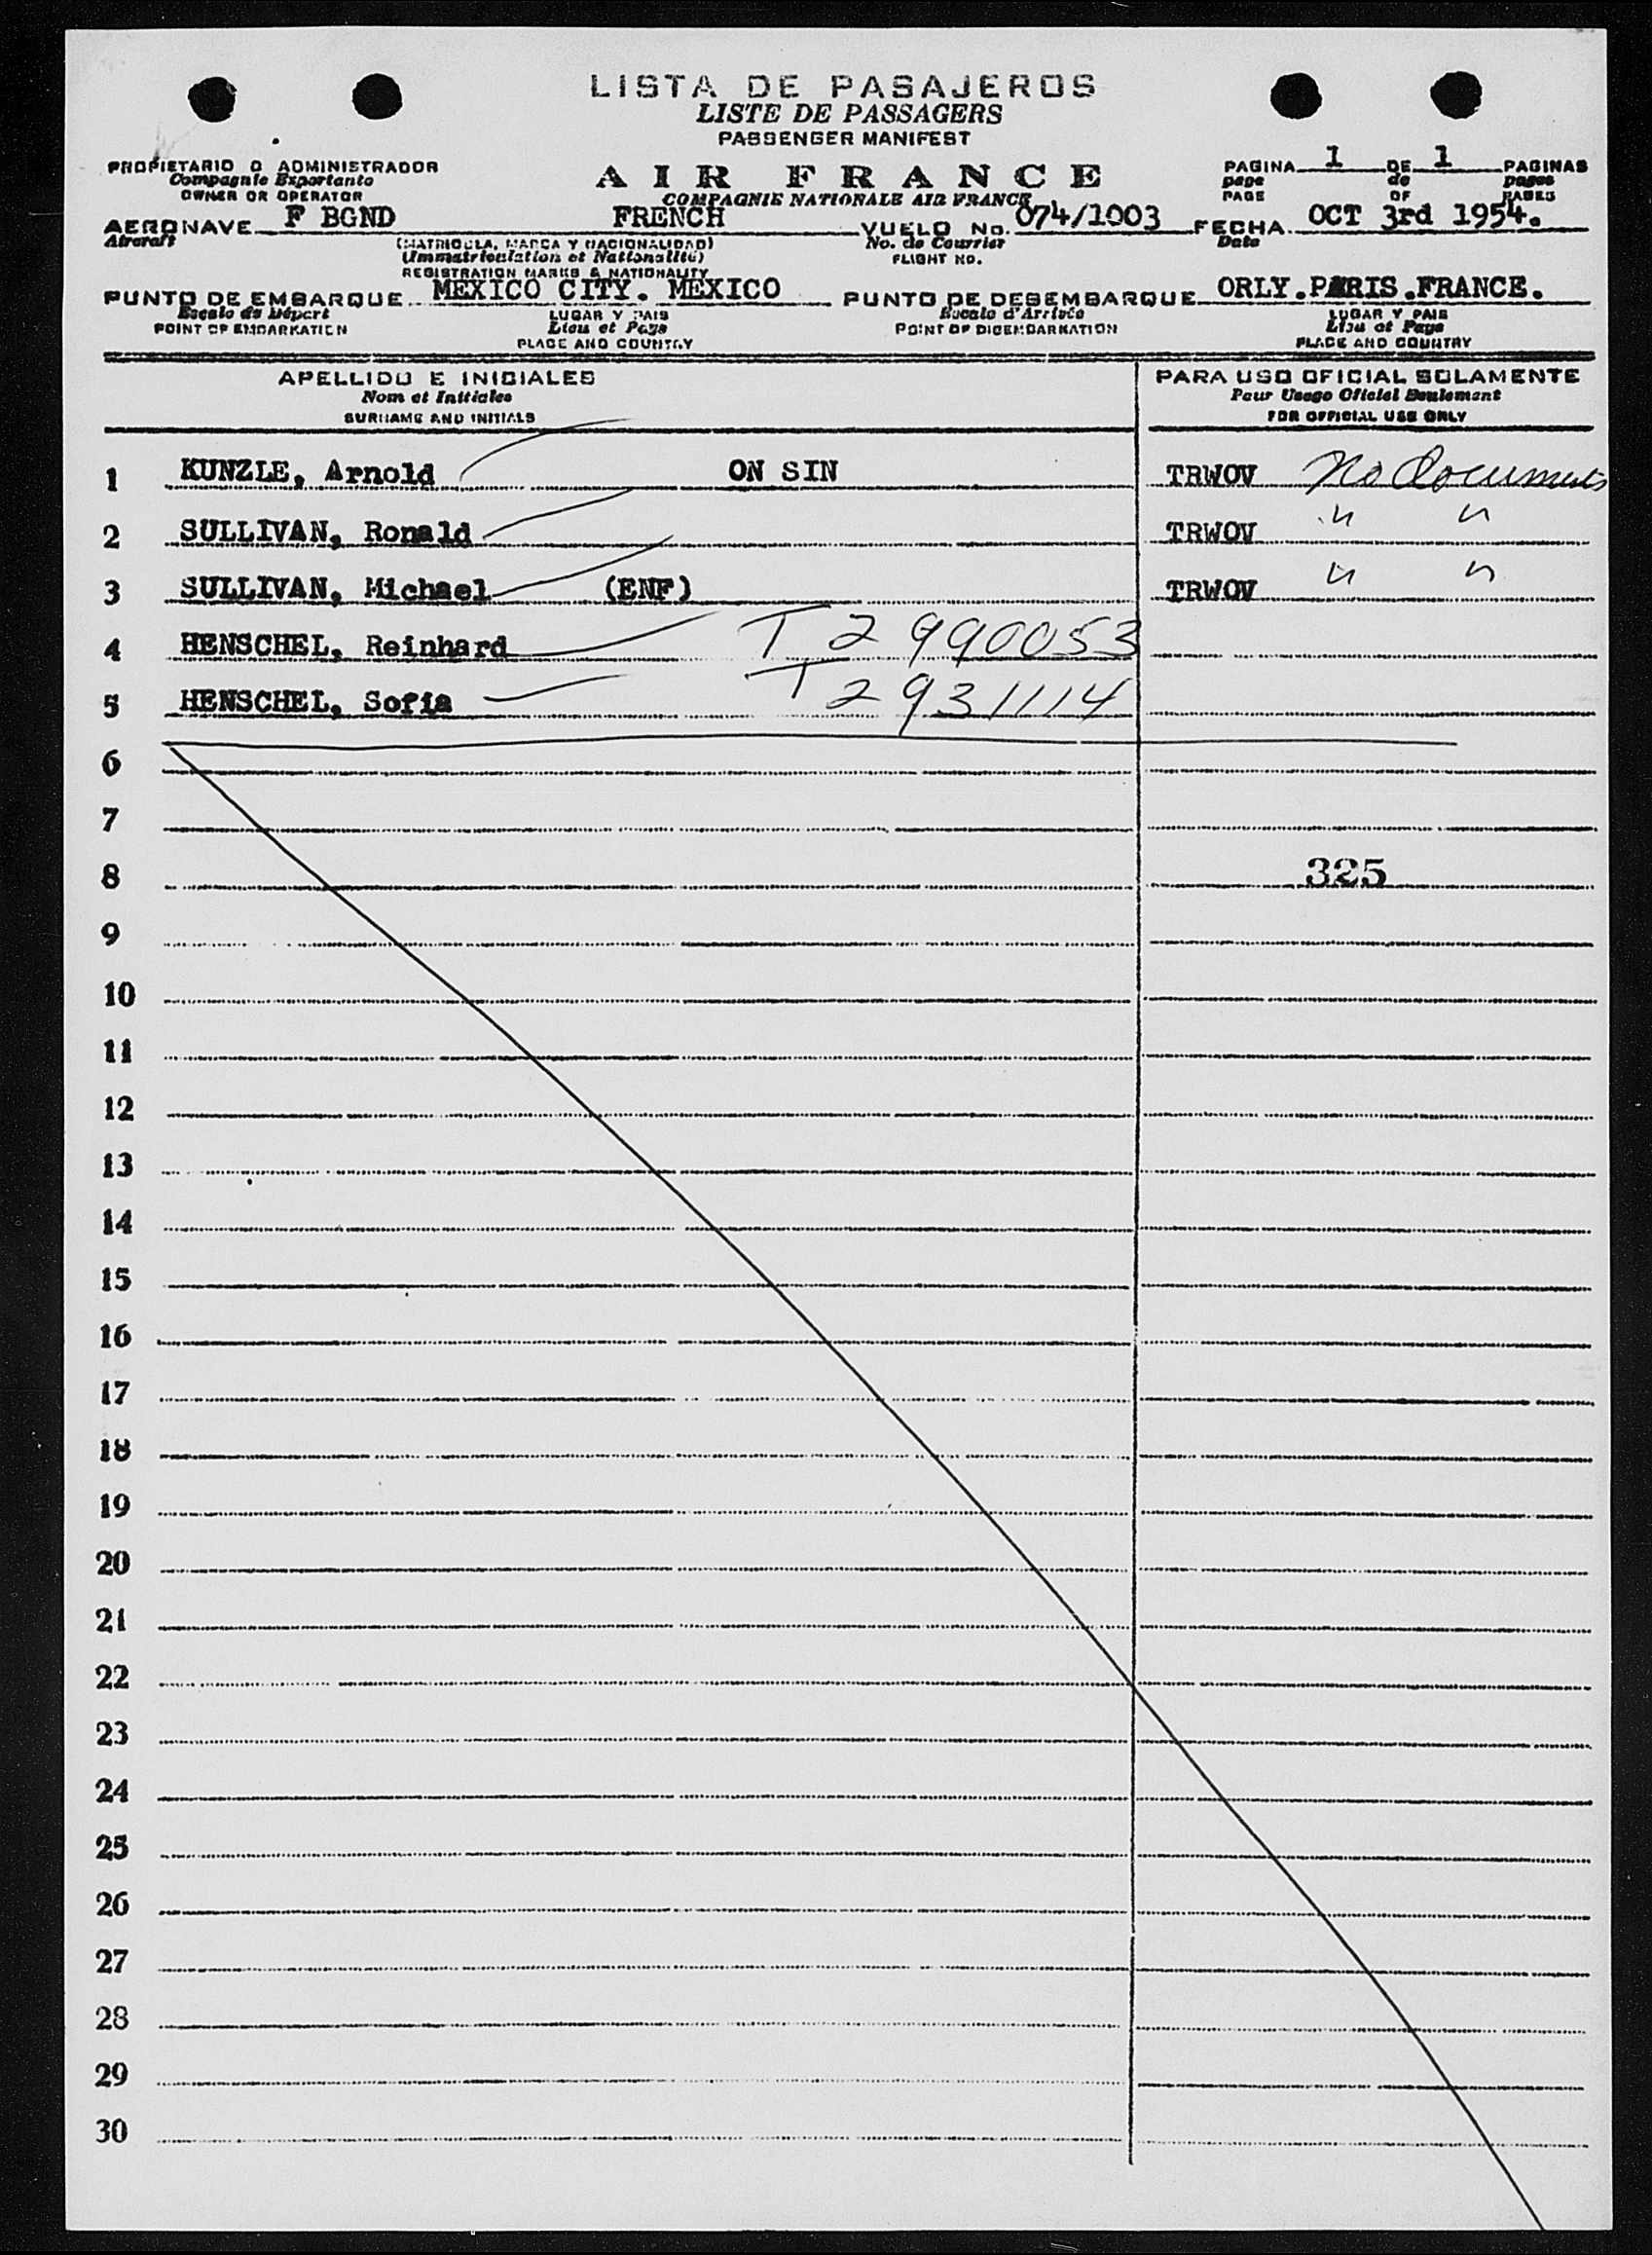 LISTA DE PASAJEROS
LISTE DE PASSAGERS
PASSENGER MANIFEST
PROPIETARIO O ADMINISTRADOR
Compagnie Exportante
OWNER OR OPERATOR
AIR FRANCE
COMPAGNIE NATIONALE AIR FRANCE
PAGINA 1 DE 1 PAGINAS
page de pages
PAGE OF PAGES
AERONAVE F BGND FRENCH VUELO No. 074/1003 FECHA OCT 3rd 1954.
Aircraft (MATRICULA, MARCA Y NACIONALIDAD) No. de Courrier Date
(Immatriculation et Nationalité) FLIGHT NO.
REGISTRATION MARKS & NATIONALITY
PUNTO DE EMBARQUE MEXICO CITY. MEXICO PUNTO DE DESEMBARQUE ORLY.PARIS.FRANCE.
Escale de Départ LUGAR Y PAIS Escale d'Arrivée LUGAR Y PAIS
POINT OF EMBARKATION Lieu et Pays POINT OF DISEMBARKATION Lieu et Pays
PLACE AND COUNTRY PLACE AND COUNTRY
APELLIDO E INICIALES PARA USO OFICIAL SOLAMENTE
Nom et Initiales Pour Usage Officiel Seulement
SURNAME AND INITIALS FOR OFFICIAL USE ONLY
1 KUNZLE, Arnold ON SIN TRWOV No documents
2 SULLIVAN, Ronald TRWOV " "
3 SULLIVAN, Michael (ENF) TRWOV " "
4 HENSCHEL, Reinhard T 2990053
5 HENSCHEL, Sofia T 2931114
6
7
8 325
9
10
11
12
13
14
15
16
17
18
19
20
21
22
23
24
25
26
27
28
29
30